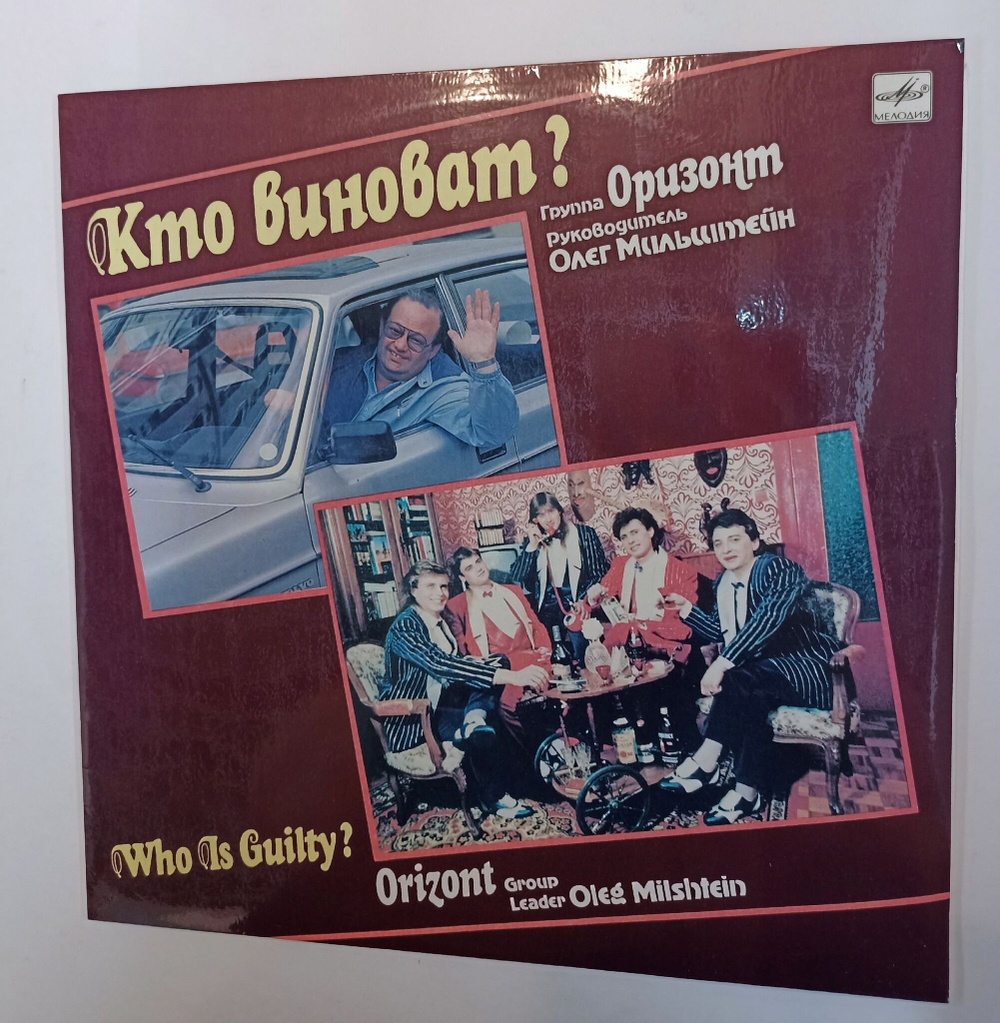 МЕЛОДИЯ
Кто виноват?
Группа Оризонт
Руководитель
Олег Мильштейн
Who Is Guilty?
Orizont Group
Leader Oleg Milshtein